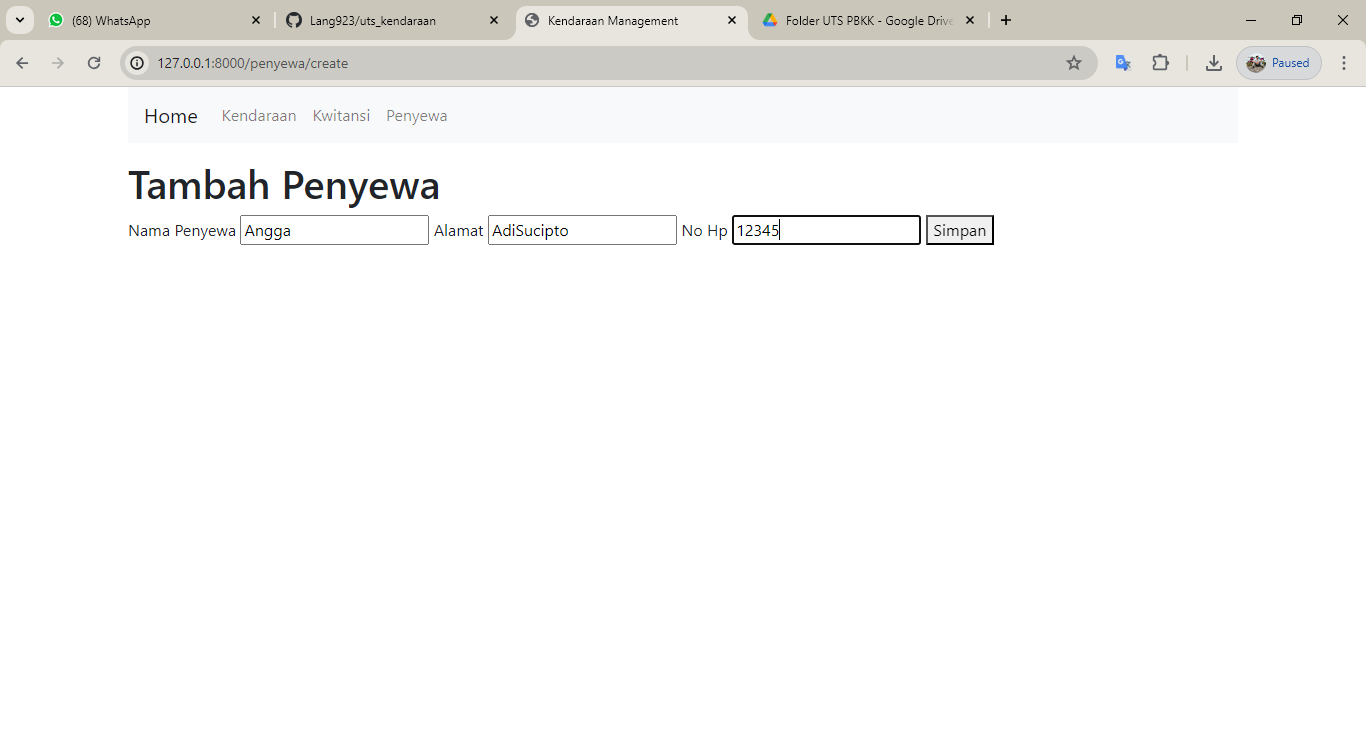 (68) WhatsApp Lang923/uts_kendaraan Kendaraan Management Folder UTS PBKK - Google Drive
127.0.0.1:8000/penyewa/create Paused
Home Kendaraan Kwitansi Penyewa
Tambah Penyewa
Nama Penyewa Angga Alamat AdiSucipto No Hp 12345 Simpan